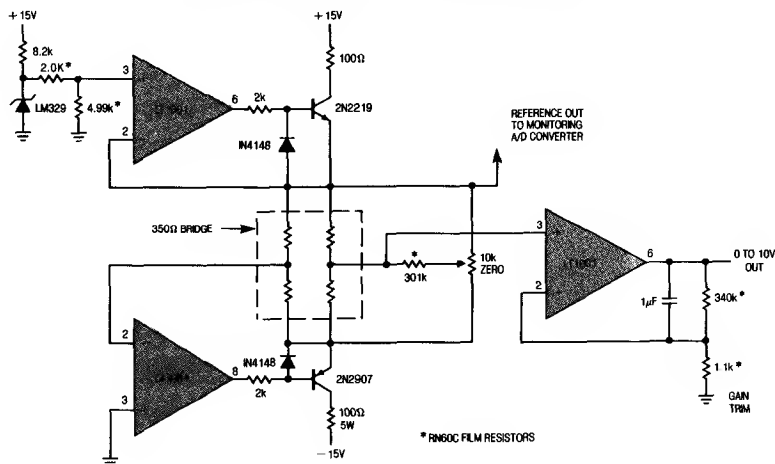 +15V
+15V
8.2k
100Ω
2.0K*
3
LM329
4.99k*
6
2k
2N2219
2
IN4148
REFERENCE OUT
TO MONITORING
A/D CONVERTER
350Ω BRIDGE
3
*
301k
10k
ZERO
6
0 TO 10V
OUTPUT
2
1µF
340k*
2
IN4148
8
2k
2N2907
1.1k*
3
100Ω
5W
GAIN
TRIM
* RN60C FILM RESISTORS
−15V